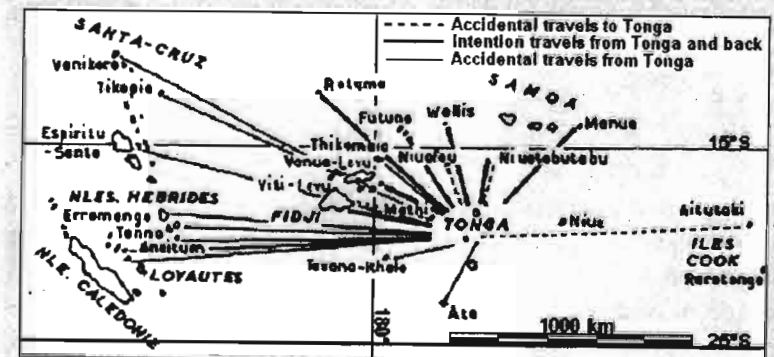 Accidental travels to Tonga
Intention travels from Tonga and back
Accidental travels from Tonga
SANTA-CRUZ
SAMOA
Vanikoro
Tikopia
Rotuma
Futuna
Wallis
Manua
Espiritu
-Santo
Thikombia
Vanua-Levu
Niuafou
Niuatobutabu
15°S
Viti-Levu
NLES. HEBRIDES
FIDJI
Erromango
Tanna
Aneitum
TONGA
Niue
Aitutaki
ILES
COOK
Rarotonga
LOYAUTES
NLE. CALEDONIE
Ata
180°
1000 km
25°S